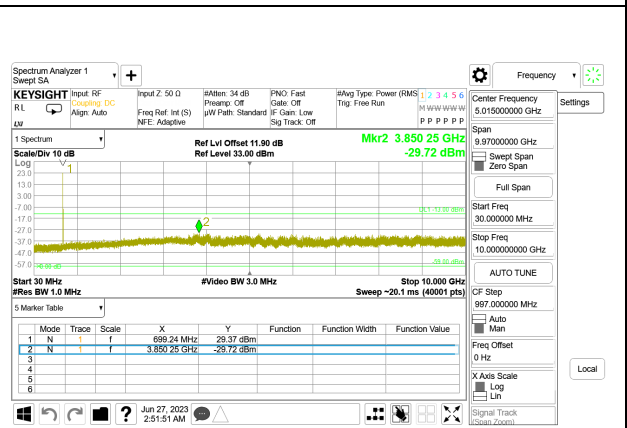 Spectrum Analyzer 1
Swept SA
Frequency
KEYSIGHT
Input: RF
Input Z: 50 Ω
#Atten: 34 dB
PNO: Fast
#Avg Type: Power (RMS
1 2 3 4 5 6
R L
Coupling: DC
Preamp: Off
Gate: Off
Trig: Free Run
M W W W W W
Align: Auto
Freq Ref: Int (S)
µW Path: Standard
IF Gain: Low
P P P P P P
NFE: Adaptive
Sig Track: Off
Center Frequency
5.015000000 GHz
Settings
Span
9.97000000 GHz
Swept Span
Zero Span
Full Span
Start Freq
30.000000 MHz
Stop Freq
10.000000000 GHz
AUTO TUNE
CF Step
997.000000 MHz
Auto
Man
Freq Offset
0 Hz
X Axis Scale
Log
Lin
Signal Track
(Span Zoom)
Local
1 Spectrum
Ref Lvl Offset 11.90 dB
Mkr2 3.850 25 GHz
Scale/Div 10 dB
Ref Level 33.00 dBm
-29.72 dBm
Log
1
23.0
13.0
3.00
-7.00
DL1 -13.00 dBm
-17.0
2
-27.0
-37.0
-47.0
-57.0
Start 30 MHz
#Video BW 3.0 MHz
Stop 10.000 GHz
#Res BW 1.0 MHz
Sweep ~20.1 ms (40001 pts)
5 Marker Table
Mode Trace Scale X Y Function Function Width Function Value
1 N 1 f 699.24 MHz 29.37 dBm
2 N 1 f 3.850 25 GHz -29.72 dBm
3
4
5
6
Jun 27, 2023
2:51:51 AM